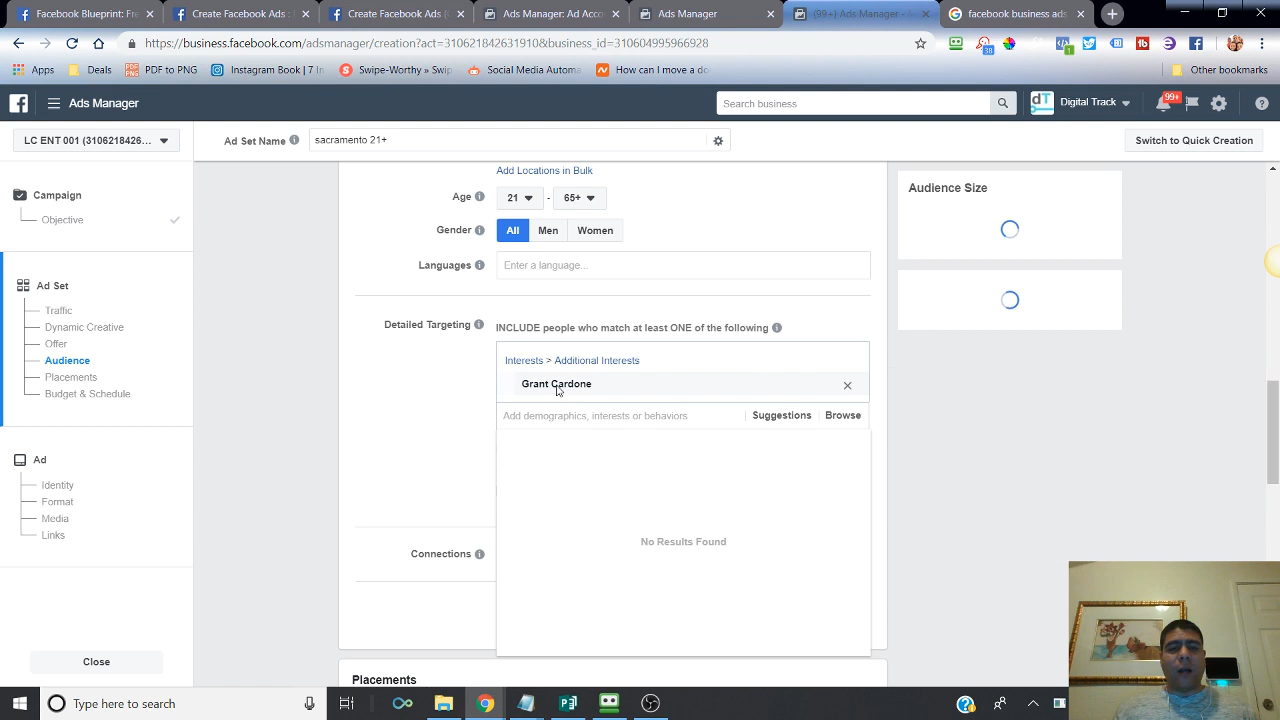 Facebook Blueprint: Fre
Create Facebook Ads :
Create Facebook Ads (
Ads Manager: Ad Acco
Ads Manager
(99+) Ads Manager -
facebook business ads
https://business.facebook.com/adsmanager/creation?act=310621842631910&business_id=310604995966928
38
1
Apps
Deals
PDF to PNG
Instagram Book | 7 In
Swipe-Worthy » Swip
Social Media Automa
How can I move a do
Other bookmarks
Ads Manager
Search business
dT
Digital Track
99+
LC ENT 001 (3106218426...
Ad Set Name
sacramento 21+
Switch to Quick Creation
Campaign
Objective
Ad Set
Traffic
Dynamic Creative
Offer
Audience
Placements
Budget & Schedule
Ad
Identity
Format
Media
Links
Close
Add Locations in Bulk
Age
21
-
65+
Gender
All
Men
Women
Languages
Enter a language...
Detailed Targeting
INCLUDE people who match at least ONE of the following
Interests > Additional Interests
Grant Cardone
Add demographics, interests or behaviors
Suggestions
Browse
No Results Found
Connections
Placements
Audience Size
Type here to search